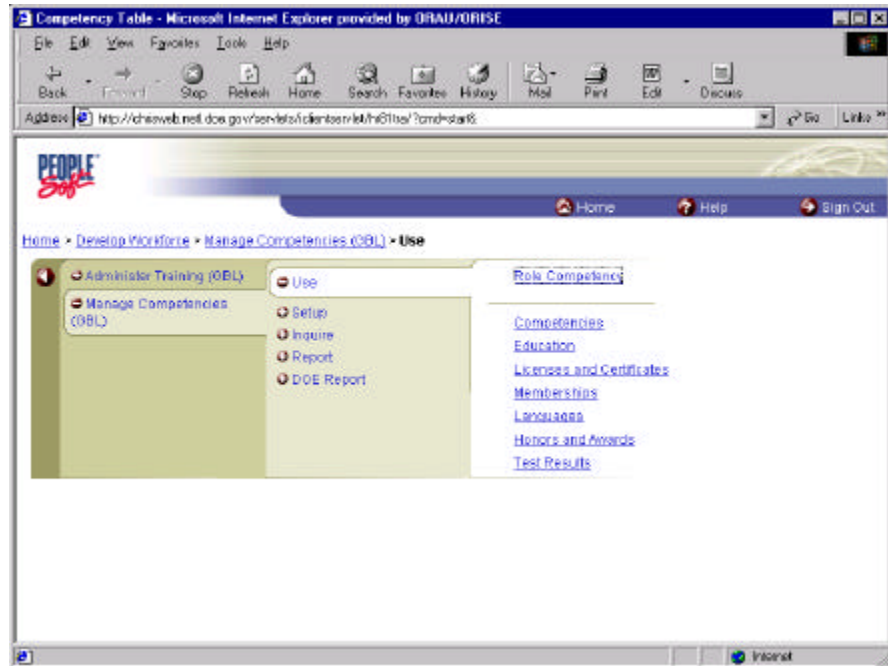 Competency Table - Microsoft Internet Explorer provided by ORAU/ORISE
File Edit View Favorites Tools Help
Back Forward Stop Refresh Home Search Favorites History Mail Print Edit Discuss
Address Go Links »
PEOPLE
Soft
Home Help Sign Out
Home > Develop Workforce > Manage Competencies (GBL) > Use
Administer Training (GBL)
Manage Competencies
(GBL)
Use
Setup
Inquire
Report
DOE Report
Role Competency
Competencies
Education
Licenses and Certificates
Memberships
Languages
Honors and Awards
Test Results
Internet